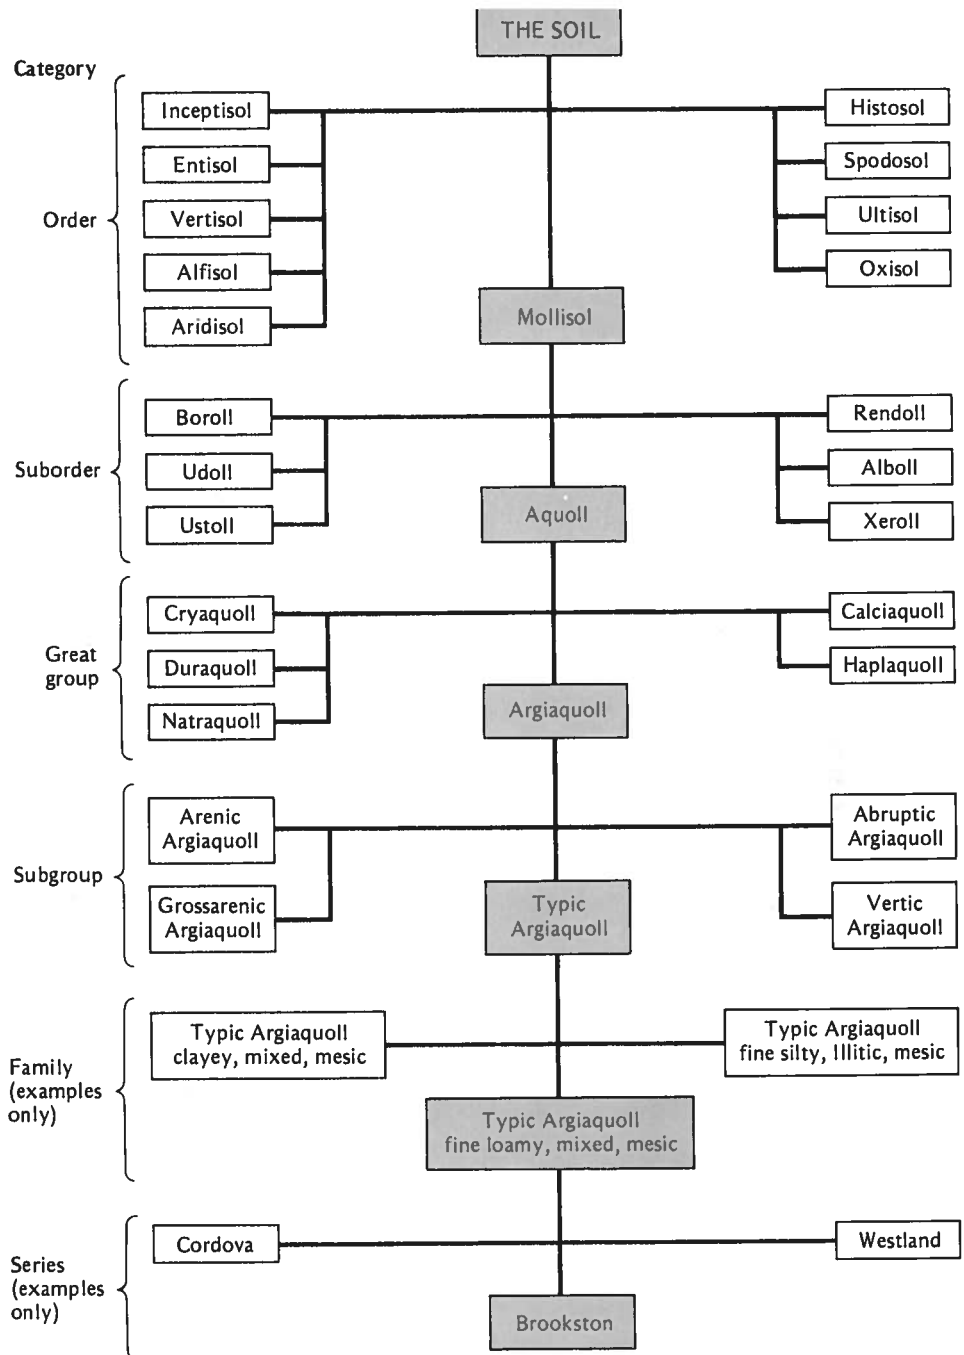 THE SOIL
Category
Order
Inceptisol
Entisol
Vertisol
Alfisol
Aridisol
Histosol
Spodosol
Ultisol
Oxisol
Mollisol
Suborder
Boroll
Udoll
Ustoll
Rendoll
Alboll
Xeroll
Aquoll
Great
group
Cryaquoll
Duraquoll
Natraquoll
Calciaquoll
Haplaquoll
Argiaquoll
Subgroup
Arenic
Argiaquoll
Grossarenic
Argiaquoll
Abruptic
Argiaquoll
Vertic
Argiaquoll
Typic
Argiaquoll
Family
(examples
only)
Typic Argiaquoll
clayey, mixed, mesic
Typic Argiaquoll
fine silty, Illitic, mesic
Typic Argiaquoll
fine loamy, mixed, mesic
Series
(examples
only)
Cordova
Westland
Brookston